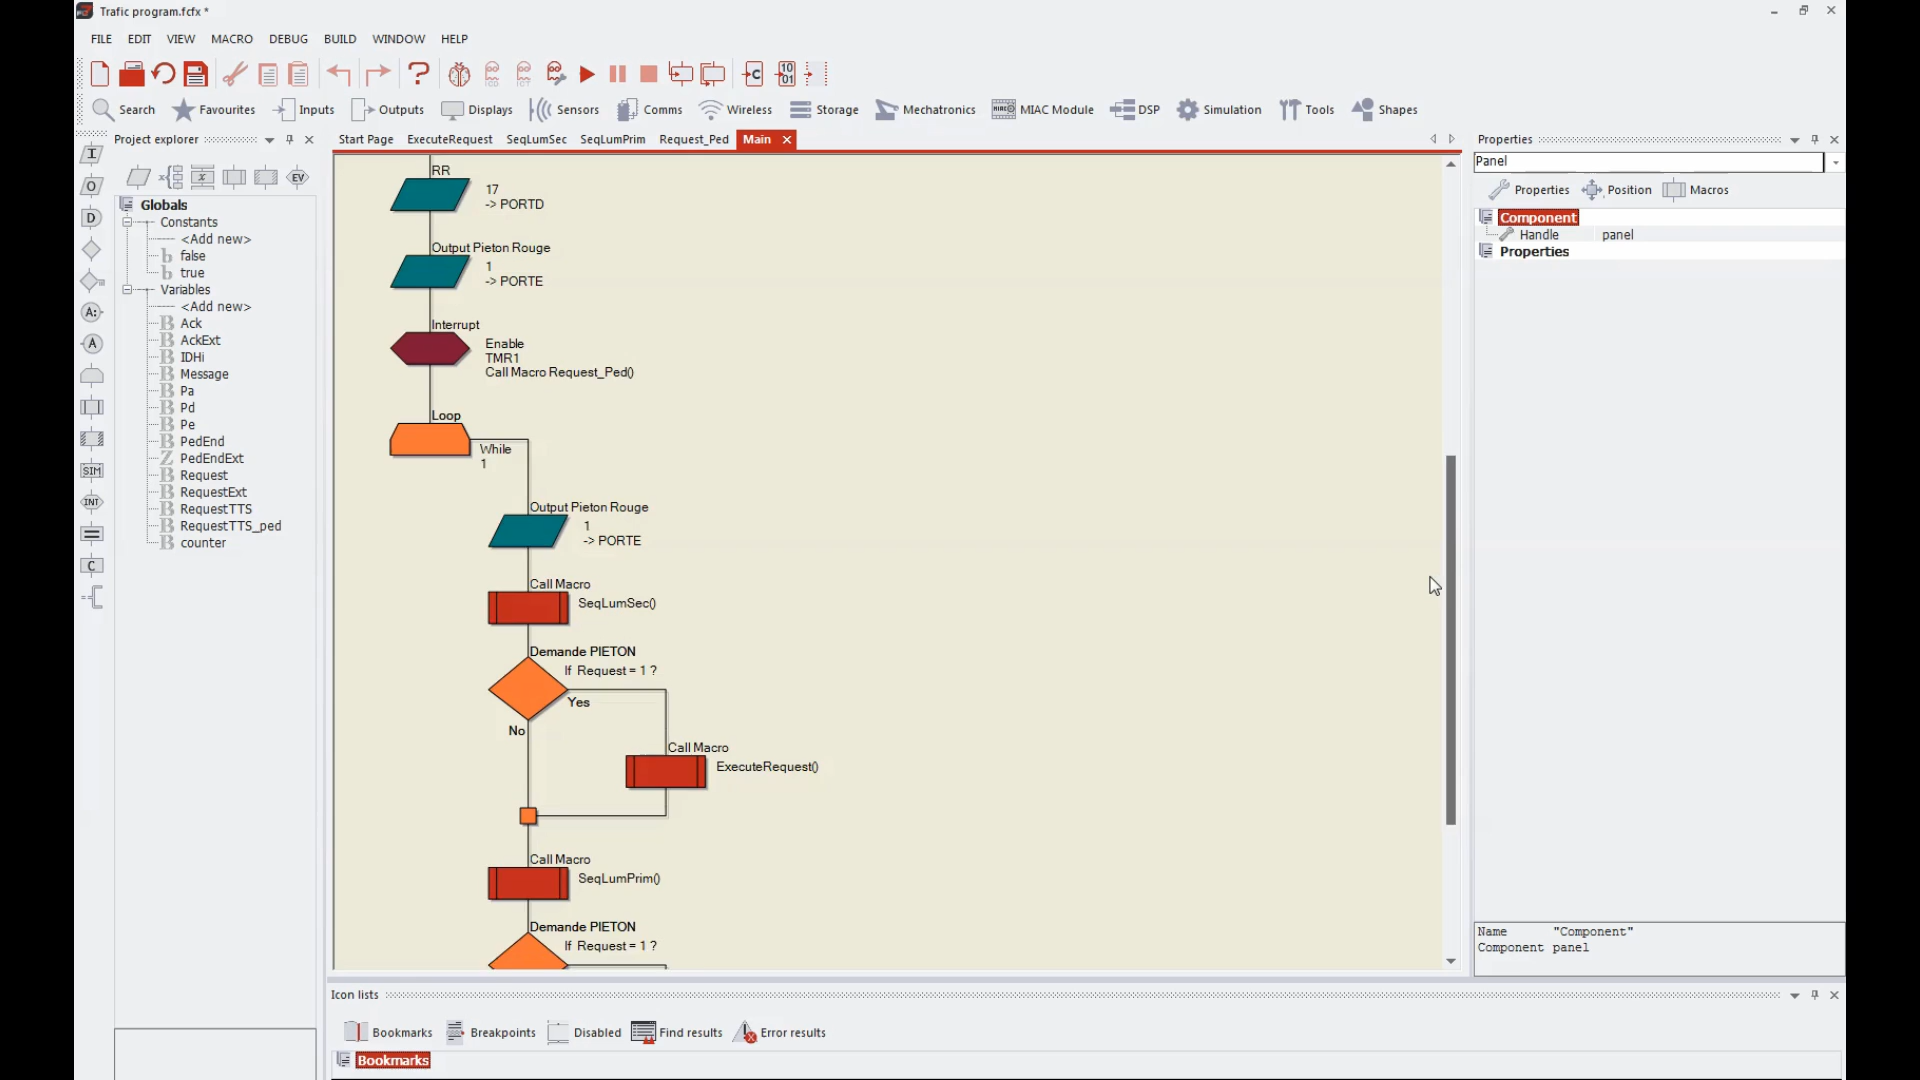 Trafic program.fcfx *
FILE EDIT VIEW MACRO DEBUG BUILD WINDOW HELP
Search Favourites Inputs Outputs Displays Sensors Comms Wireless Storage Mechatronics MIAC Module DSP Simulation Tools Shapes
Project explorer
Start Page ExecuteRequest SeqLumSec SeqLumPrim Request_Ped Main
Globals
Constants
<Add new>
false
true
Variables
<Add new>
Ack
AckExt
IDHi
Message
Pa
Pd
Pe
PedEnd
PedEndExt
Request
RequestExt
RequestTTS
RequestTTS_ped
counter
RR
17
-> PORTD
Output Pieton Rouge
1
-> PORTE
Interrupt
Enable
TMR1
Call Macro Request_Ped()
Loop
While
1
Output Pieton Rouge
1
-> PORTE
Call Macro
SeqLumSec()
Demande PIETON
If Request = 1 ?
Yes
No
Call Macro
ExecuteRequest()
Call Macro
SeqLumPrim()
Demande PIETON
If Request = 1 ?
Properties
Panel
Properties Position Macros
Component
Handle panel
Properties
Name "Component"
Component panel
Icon lists
Bookmarks Breakpoints Disabled Find results Error results
Bookmarks